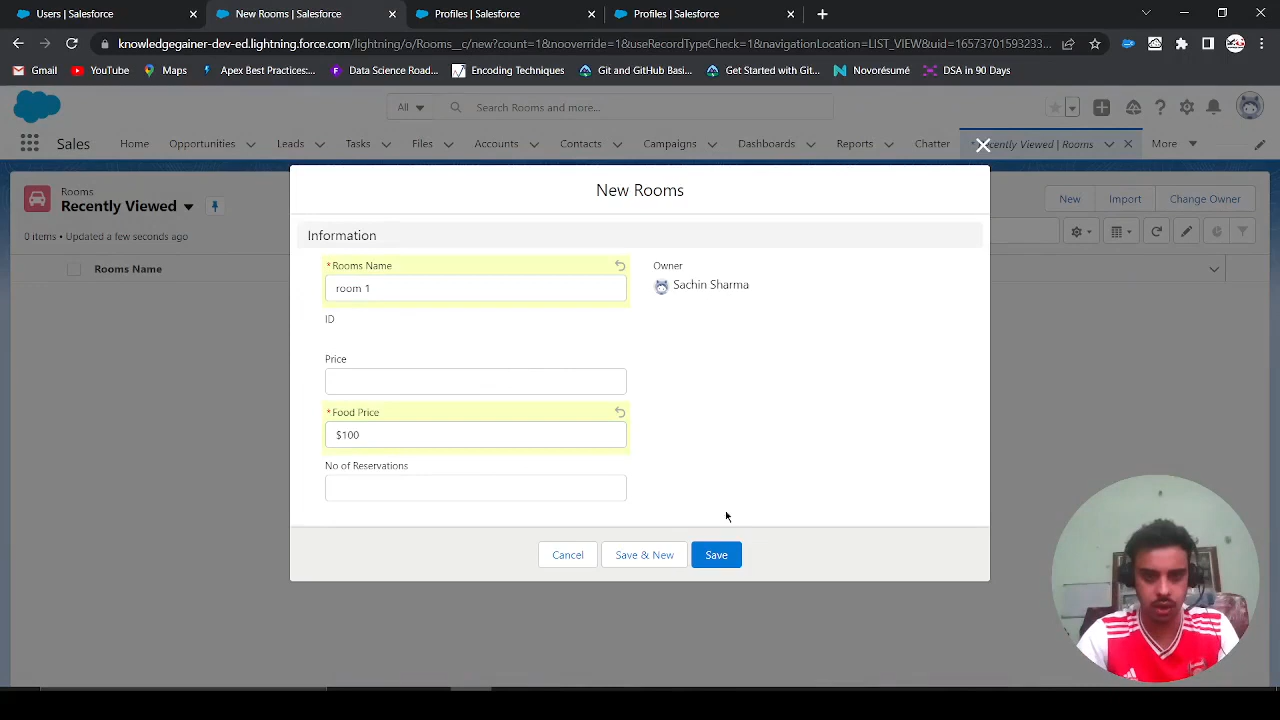 Users | Salesforce
New Rooms | Salesforce
Profiles | Salesforce
Profiles | Salesforce
knowledgegainer-dev-ed.lightning.force.com/lightning/o/Rooms__c/new?count=1&nooverride=1&useRecordTypeCheck=1&navigationLocation=LIST_VIEW&uid=16573701593233...
Gmail
YouTube
Maps
Apex Best Practices:...
Data Science Road...
Encoding Techniques
Git and GitHub Basi...
Get Started with Git...
Novorésumé
DSA in 90 Days
All
Search Rooms and more...
Sales
Home
Opportunities
Leads
Tasks
Files
Accounts
Contacts
Campaigns
Dashboards
Reports
Chatter
Recently Viewed | Rooms
More
Rooms
Recently Viewed
New
Import
Change Owner
0 items • Updated a few seconds ago
Rooms Name
New Rooms
Information
*Rooms Name
room 1
Owner
Sachin Sharma
ID
Price
*Food Price
$100
No of Reservations
Cancel
Save & New
Save